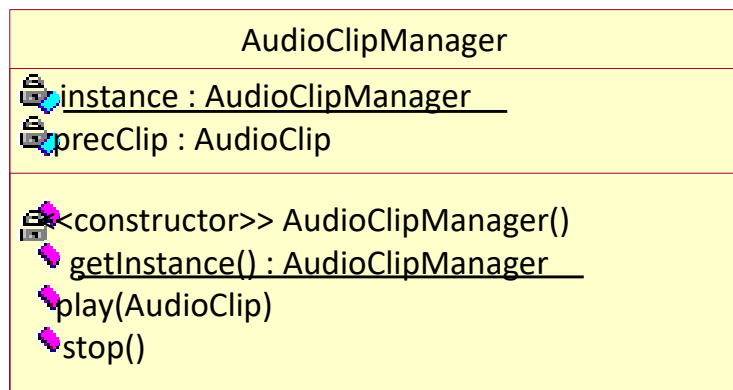 AudioClipManager
instance : AudioClipManager
precClip : AudioClip
<<constructor>> AudioClipManager()
getInstance() : AudioClipManager
play(AudioClip)
stop()